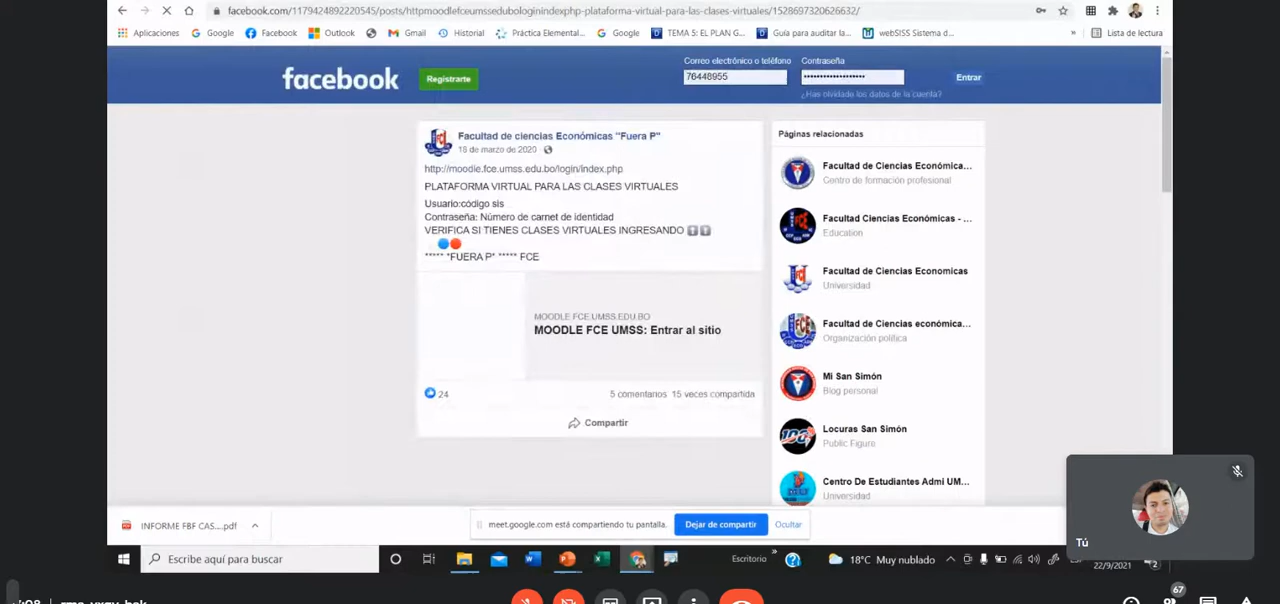 facebook.com/1179424892220545/posts/httpmoodlefceumssedubologinindexphp-plataforma-virtual-para-las-clases-virtuales/1528697320626632/
Aplicaciones Google Facebook Outlook Gmail Historial Práctica Elemental... Google TEMA 5: EL PLAN G... Guía para auditar la... webSISS Sistema d... » Lista de lectura
facebook
Registrarte
Correo electrónico o teléfono Contraseña
76448955 ••••••••••••••••••
Entrar
¿Has olvidado los datos de la cuenta?
Facultad de ciencias Económicas "Fuera P"
18 de marzo de 2020
http://moodle.fce.umss.edu.bo/login/index.php
PLATAFORMA VIRTUAL PARA LAS CLASES VIRTUALES
Usuario:código sis
Contraseña: Número de carnet de identidad
VERIFICA SI TIENES CLASES VIRTUALES INGRESANDO ⬆️⬆️
🔵🔴
***** "FUERA P" ***** FCE
MOODLE.FCE.UMSS.EDU.BO
MOODLE FCE UMSS: Entrar al sitio
24
5 comentarios 15 veces compartida
Compartir
Páginas relacionadas
Facultad de Ciencias Económica...
Centro de formación profesional
Facultad Ciencias Económicas - ...
Education
Facultad de Ciencias Economicas
Universidad
Facultad de Ciencias económica...
Organización política
Mi San Simón
Blog personal
Locuras San Simón
Public Figure
Centro De Estudiantes Admi UM...
Universidad
Tú
INFORME FBF CAS....pdf
meet.google.com está compartiendo tu pantalla.
Dejar de compartir
Ocultar
Escribe aquí para buscar
Escritorio »
18°C Muy nublado
22/9/2021
2
67